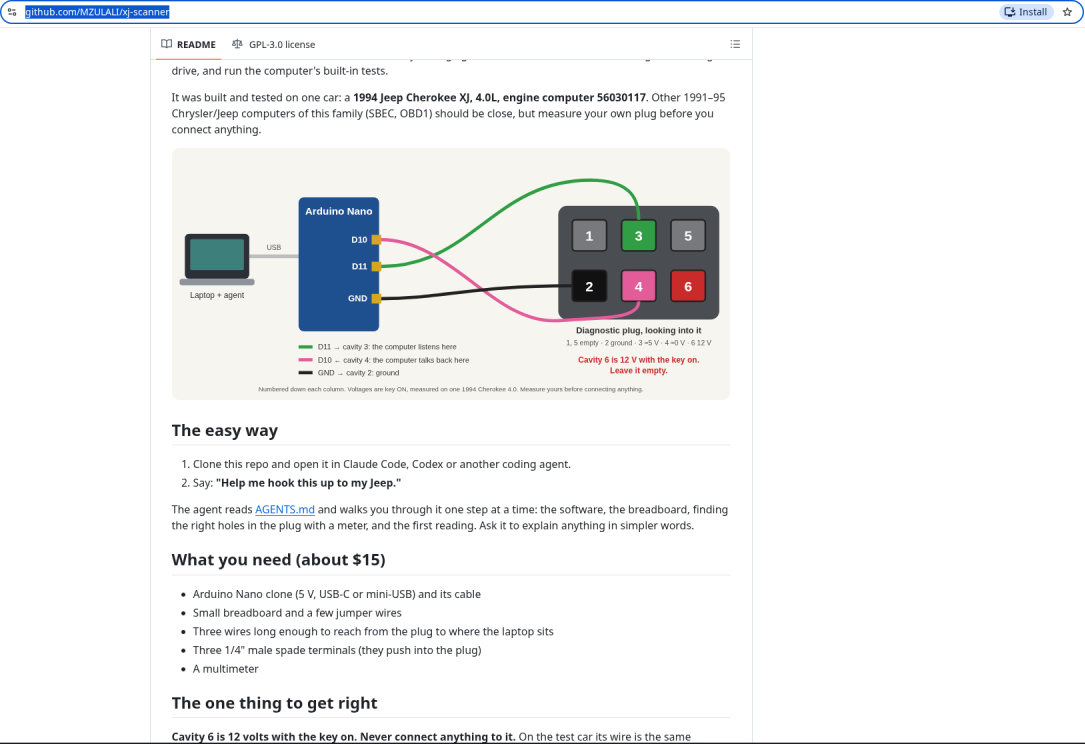 github.com/MZULALI/xj-scanner
Install
README
GPL-3.0 license
drive, and run the computer's built-in tests.
It was built and tested on one car: a 1994 Jeep Cherokee XJ, 4.0L, engine computer 56030117. Other 1991–95
Chrysler/Jeep computers of this family (SBEC, OBD1) should be close, but measure your own plug before you
connect anything.
Arduino Nano
D10
D11
GND
USB
Laptop + agent
1
3
5
2
4
6
Diagnostic plug, looking into it
1, 5 empty · 2 ground · 3 ≈5 V · 4 ≈0 V · 6 12 V
Cavity 6 is 12 V with the key on.
Leave it empty.
D11 → cavity 3: the computer listens here
D10 ← cavity 4: the computer talks back here
GND → cavity 2: ground
Numbered down each column. Voltages are key ON, measured on one 1994 Cherokee 4.0. Measure yours before connecting anything.
The easy way
1. Clone this repo and open it in Claude Code, Codex or another coding agent.
2. Say: "Help me hook this up to my Jeep."
The agent reads AGENTS.md and walks you through it one step at a time: the software, the breadboard, finding
the right holes in the plug with a meter, and the first reading. Ask it to explain anything in simpler words.
What you need (about $15)
• Arduino Nano clone (5 V, USB-C or mini-USB) and its cable
• Small breadboard and a few jumper wires
• Three wires long enough to reach from the plug to where the laptop sits
• Three 1/4" male spade terminals (they push into the plug)
• A multimeter
The one thing to get right
Cavity 6 is 12 volts with the key on. Never connect anything to it. On the test car its wire is the same